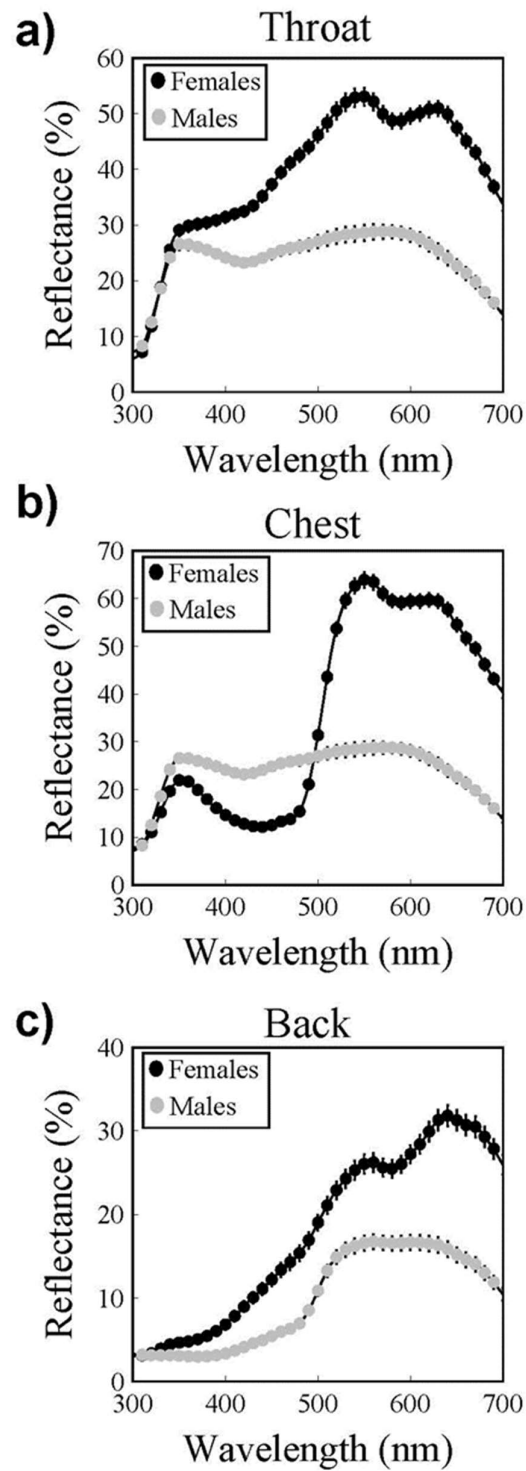 a)
Throat
Females
Males
60
50
40
30
20
10
0
Reflectance (%)
300 400 500 600 700
Wavelength (nm)
b)
Chest
Females
Males
70
60
50
40
30
20
10
0
Reflectance (%)
300 400 500 600 700
Wavelength (nm)
c)
Back
Females
Males
40
30
20
10
0
Reflectance (%)
300 400 500 600 700
Wavelength (nm)